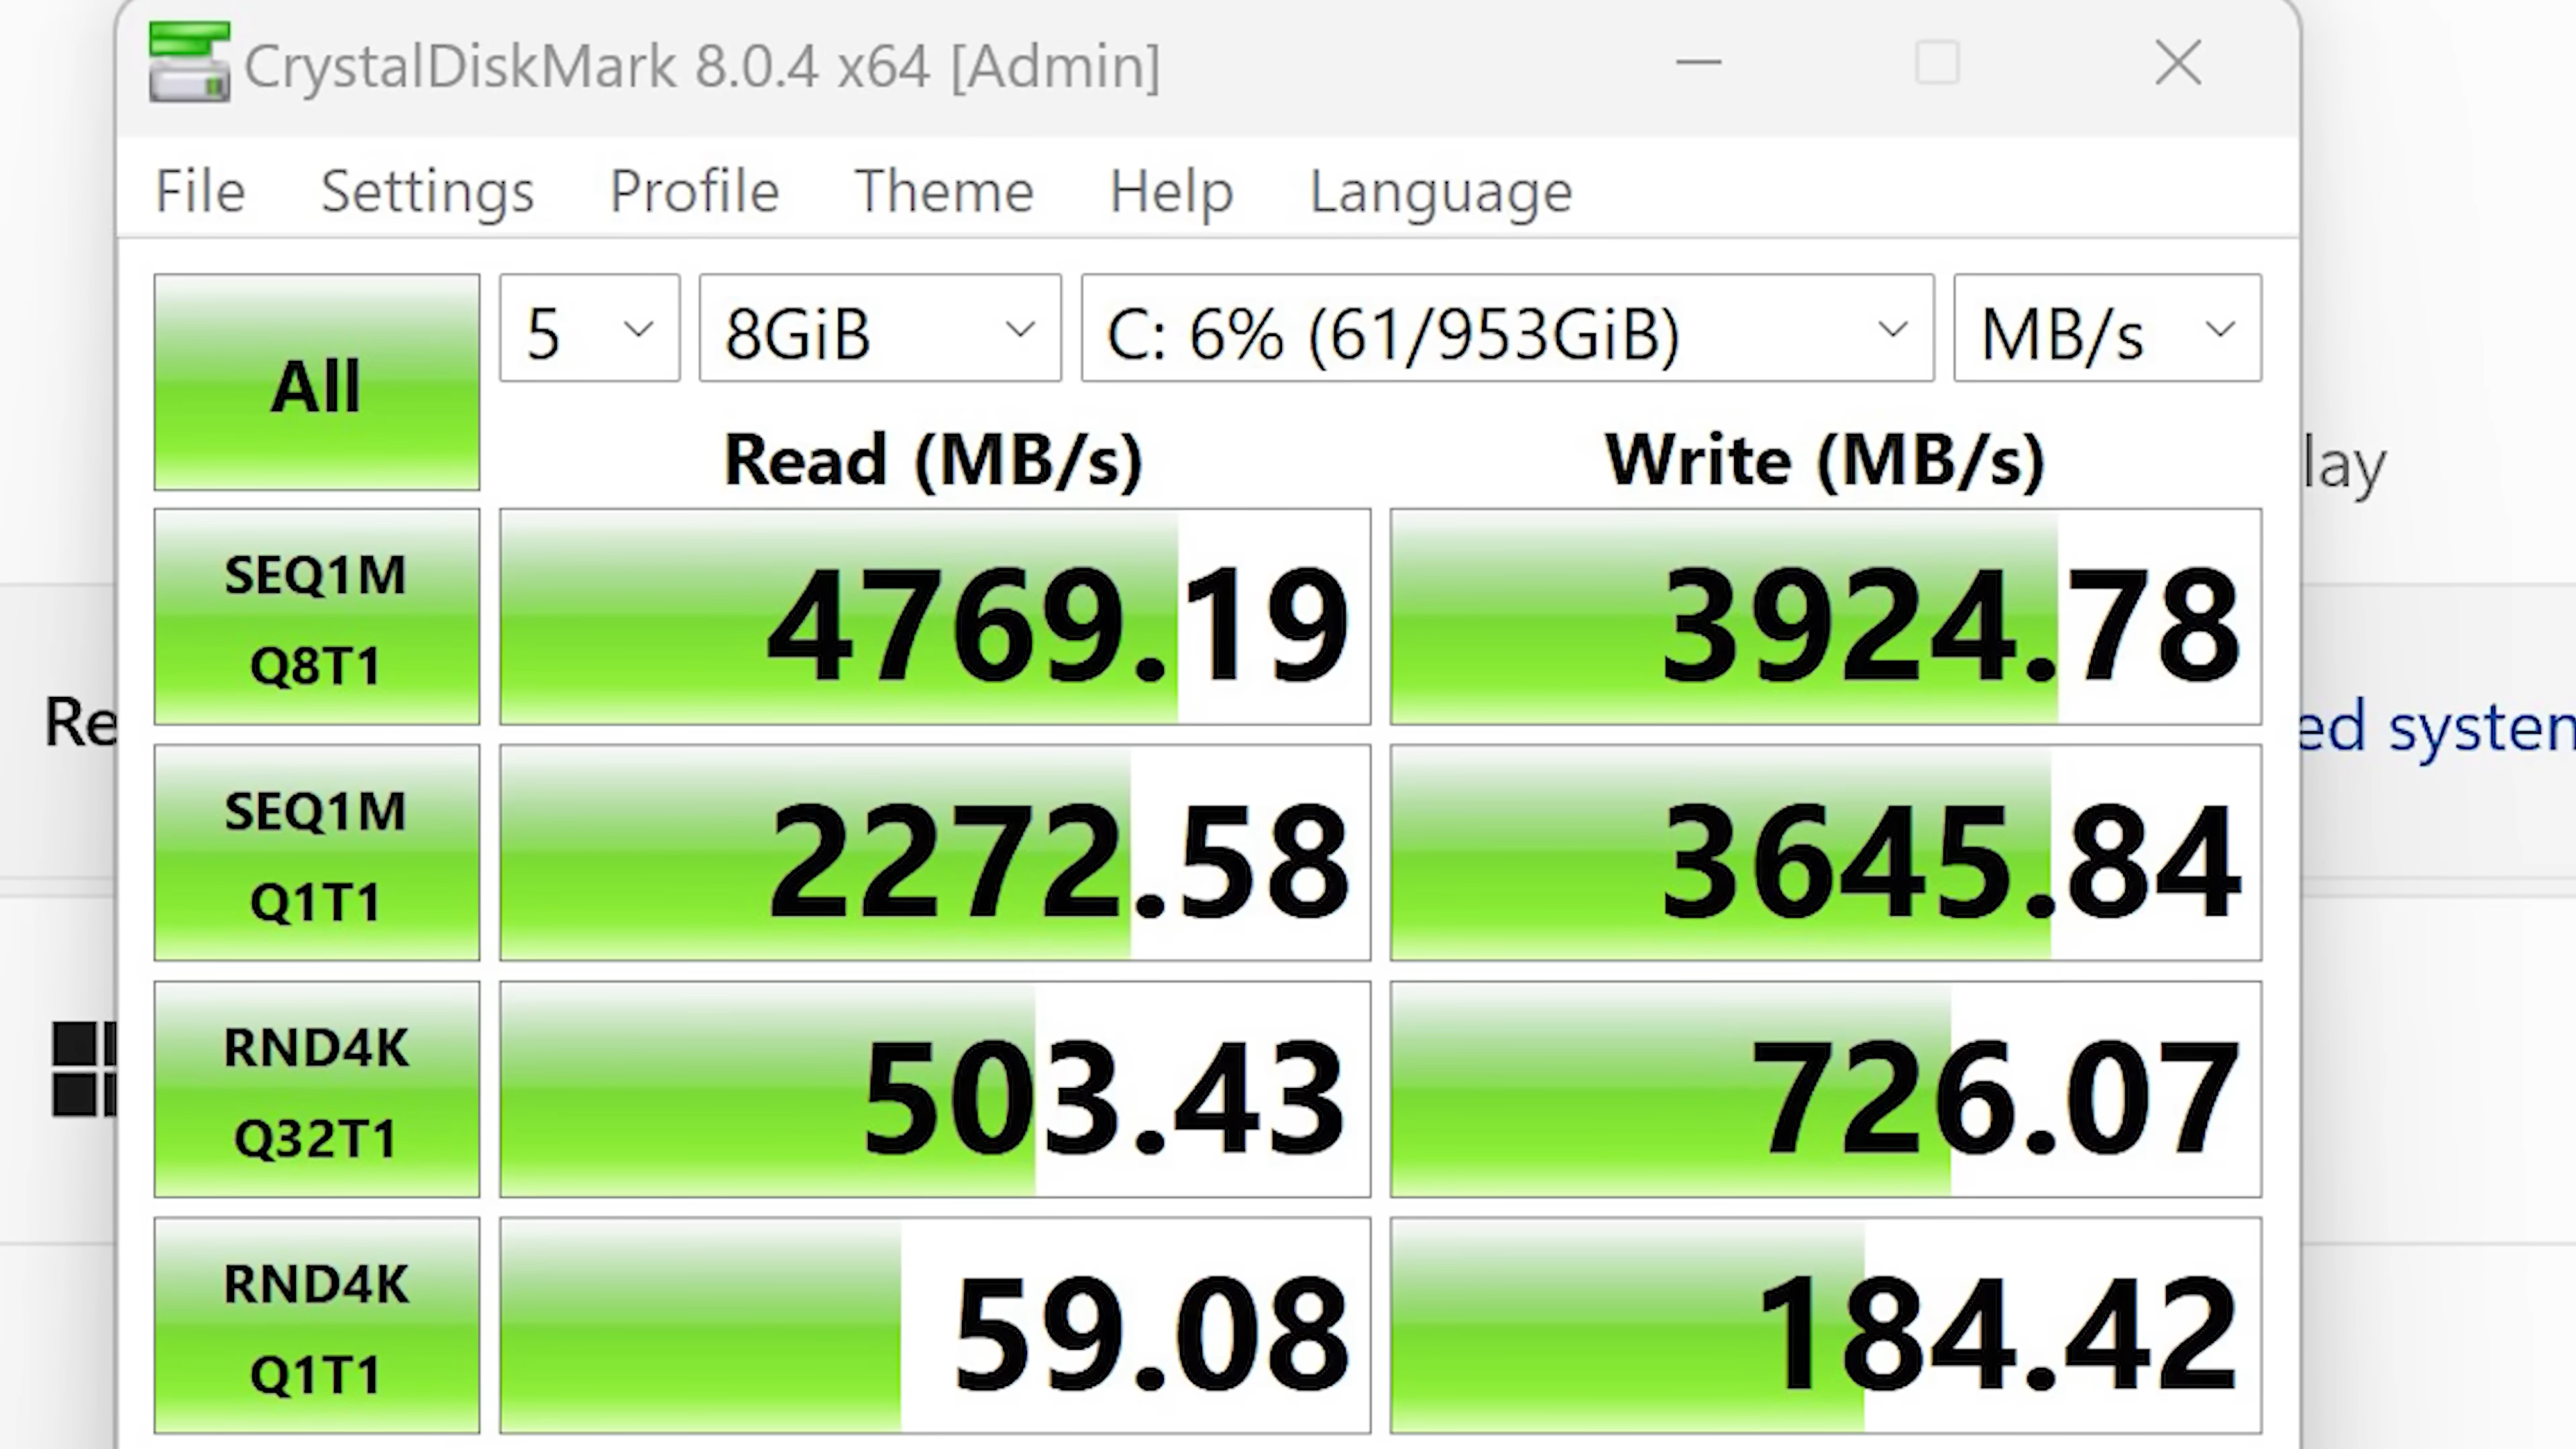 CrystalDiskMark 8.0.4 x64 [Admin]
File Settings Profile Theme Help Language
All 5 8GiB C: 6% (61/953GiB) MB/s
Read (MB/s) Write (MB/s)
lay
SEQ1M
Q8T1
4769.19 3924.78
Re
ed system
SEQ1M
Q1T1
2272.58 3645.84
RND4K
Q32T1
503.43 726.07
RND4K
Q1T1
59.08 184.42